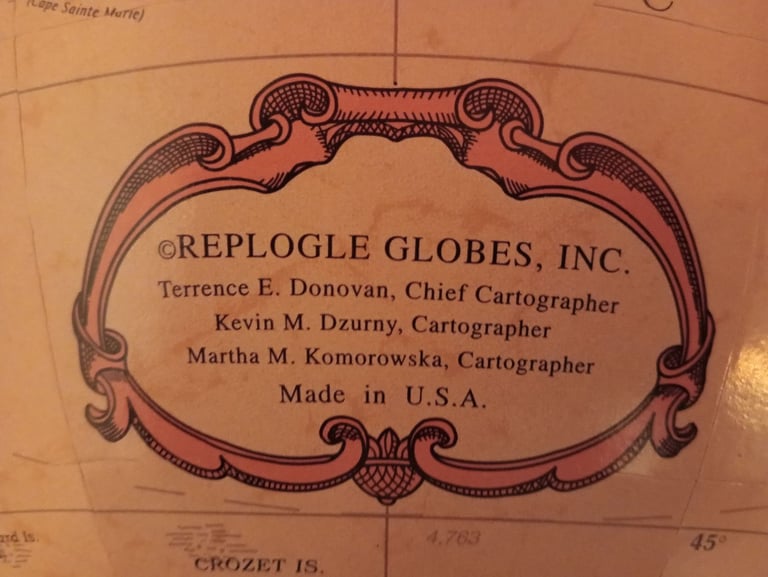 (Cape Sainte Marie)
©REPLOGLE GLOBES, INC.
Terrence E. Donovan, Chief Cartographer
Kevin M. Dzurny, Cartographer
Martha M. Komorowska, Cartographer
Made in U.S.A.
Is.
4,763
45°
CROZET IS.